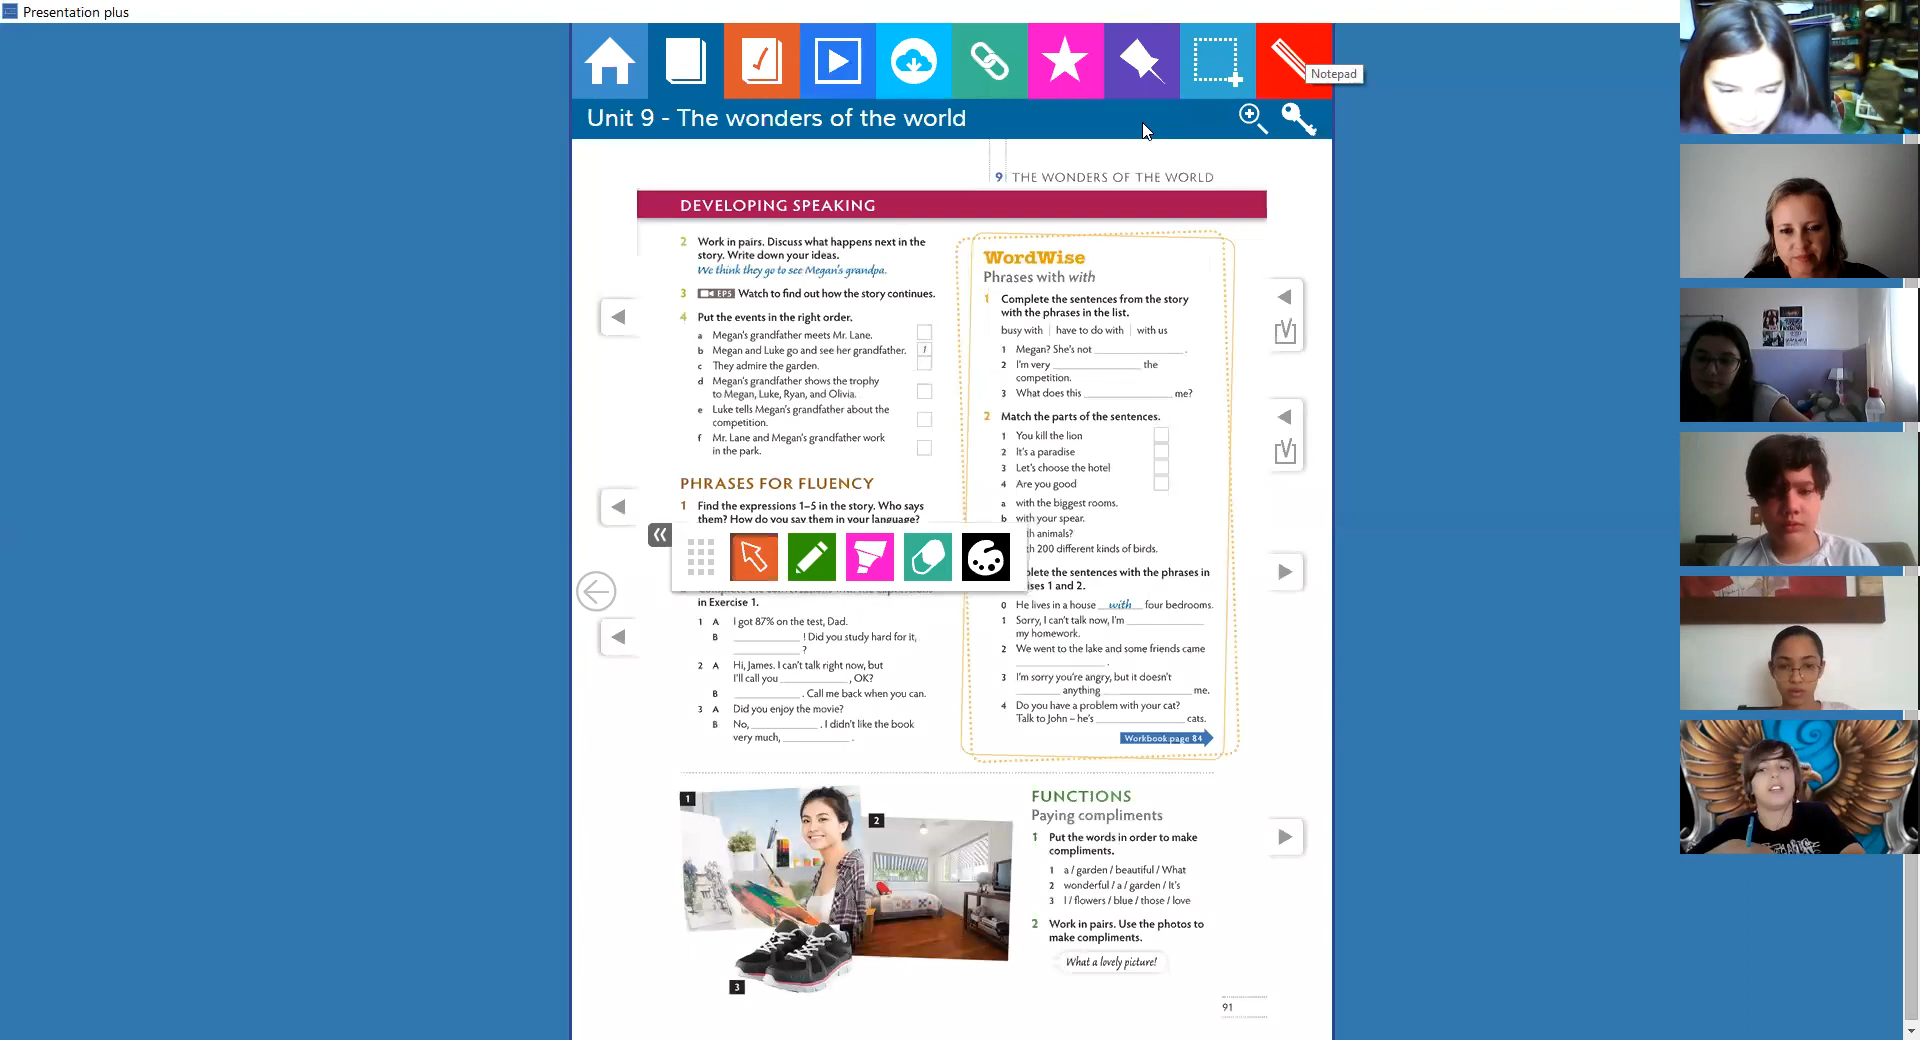 Presentation plus
Notepad
Unit 9 - The wonders of the world
9 THE WONDERS OF THE WORLD
DEVELOPING SPEAKING
2 Work in pairs. Discuss what happens next in the
story. Write down your ideas.
We think they go to see Megan's grandpa.
3 EP5 Watch to find out how the story continues.
4 Put the events in the right order.
a Megan's grandfather meets Mr. Lane.
b Megan and Luke go and see her grandfather. 1
c They admire the garden.
d Megan's grandfather shows the trophy
to Megan, Luke, Ryan, and Olivia.
e Luke tells Megan's grandfather about the
competition.
f Mr. Lane and Megan's grandfather work
in the park.
PHRASES FOR FLUENCY
1 Find the expressions 1–5 in the story. Who says
them? How do you say them in your language?
in Exercise 1.
1 A I got 87% on the test, Dad.
B ____________ ! Did you study hard for it,
____________ ?
2 A Hi, James. I can't talk right now, but
I'll call you ____________ , OK?
B ____________ . Call me back when you can.
3 A Did you enjoy the movie?
B No, ____________ . I didn't like the book
very much, ____________ .
WordWise
Phrases with with
1 Complete the sentences from the story
with the phrases in the list.
busy with | have to do with | with us
1 Megan? She's not ____________ .
2 I'm very ____________ the
competition.
3 What does this ____________ me?
2 Match the parts of the sentences.
1 You kill the lion
2 It's a paradise
3 Let's choose the hotel
4 Are you good
a with the biggest rooms.
b with your spear.
animals?
200 different kinds of birds.
the sentences with the phrases in
1 and 2.
0 He lives in a house with four bedrooms.
1 Sorry, I can't talk now, I'm ____________
my homework.
2 We went to the lake and some friends came
____________ .
3 I'm sorry you're angry, but it doesn't
______ anything ____________ me.
4 Do you have a problem with your cat?
Talk to John – he's ____________ cats.
Workbook page 84
1
2
3
FUNCTIONS
Paying compliments
1 Put the words in order to make
compliments.
1 a / garden / beautiful / What
2 wonderful / a / garden / It's
3 I / flowers / blue / those / love
2 Work in pairs. Use the photos to
make compliments.
What a lovely picture!
91